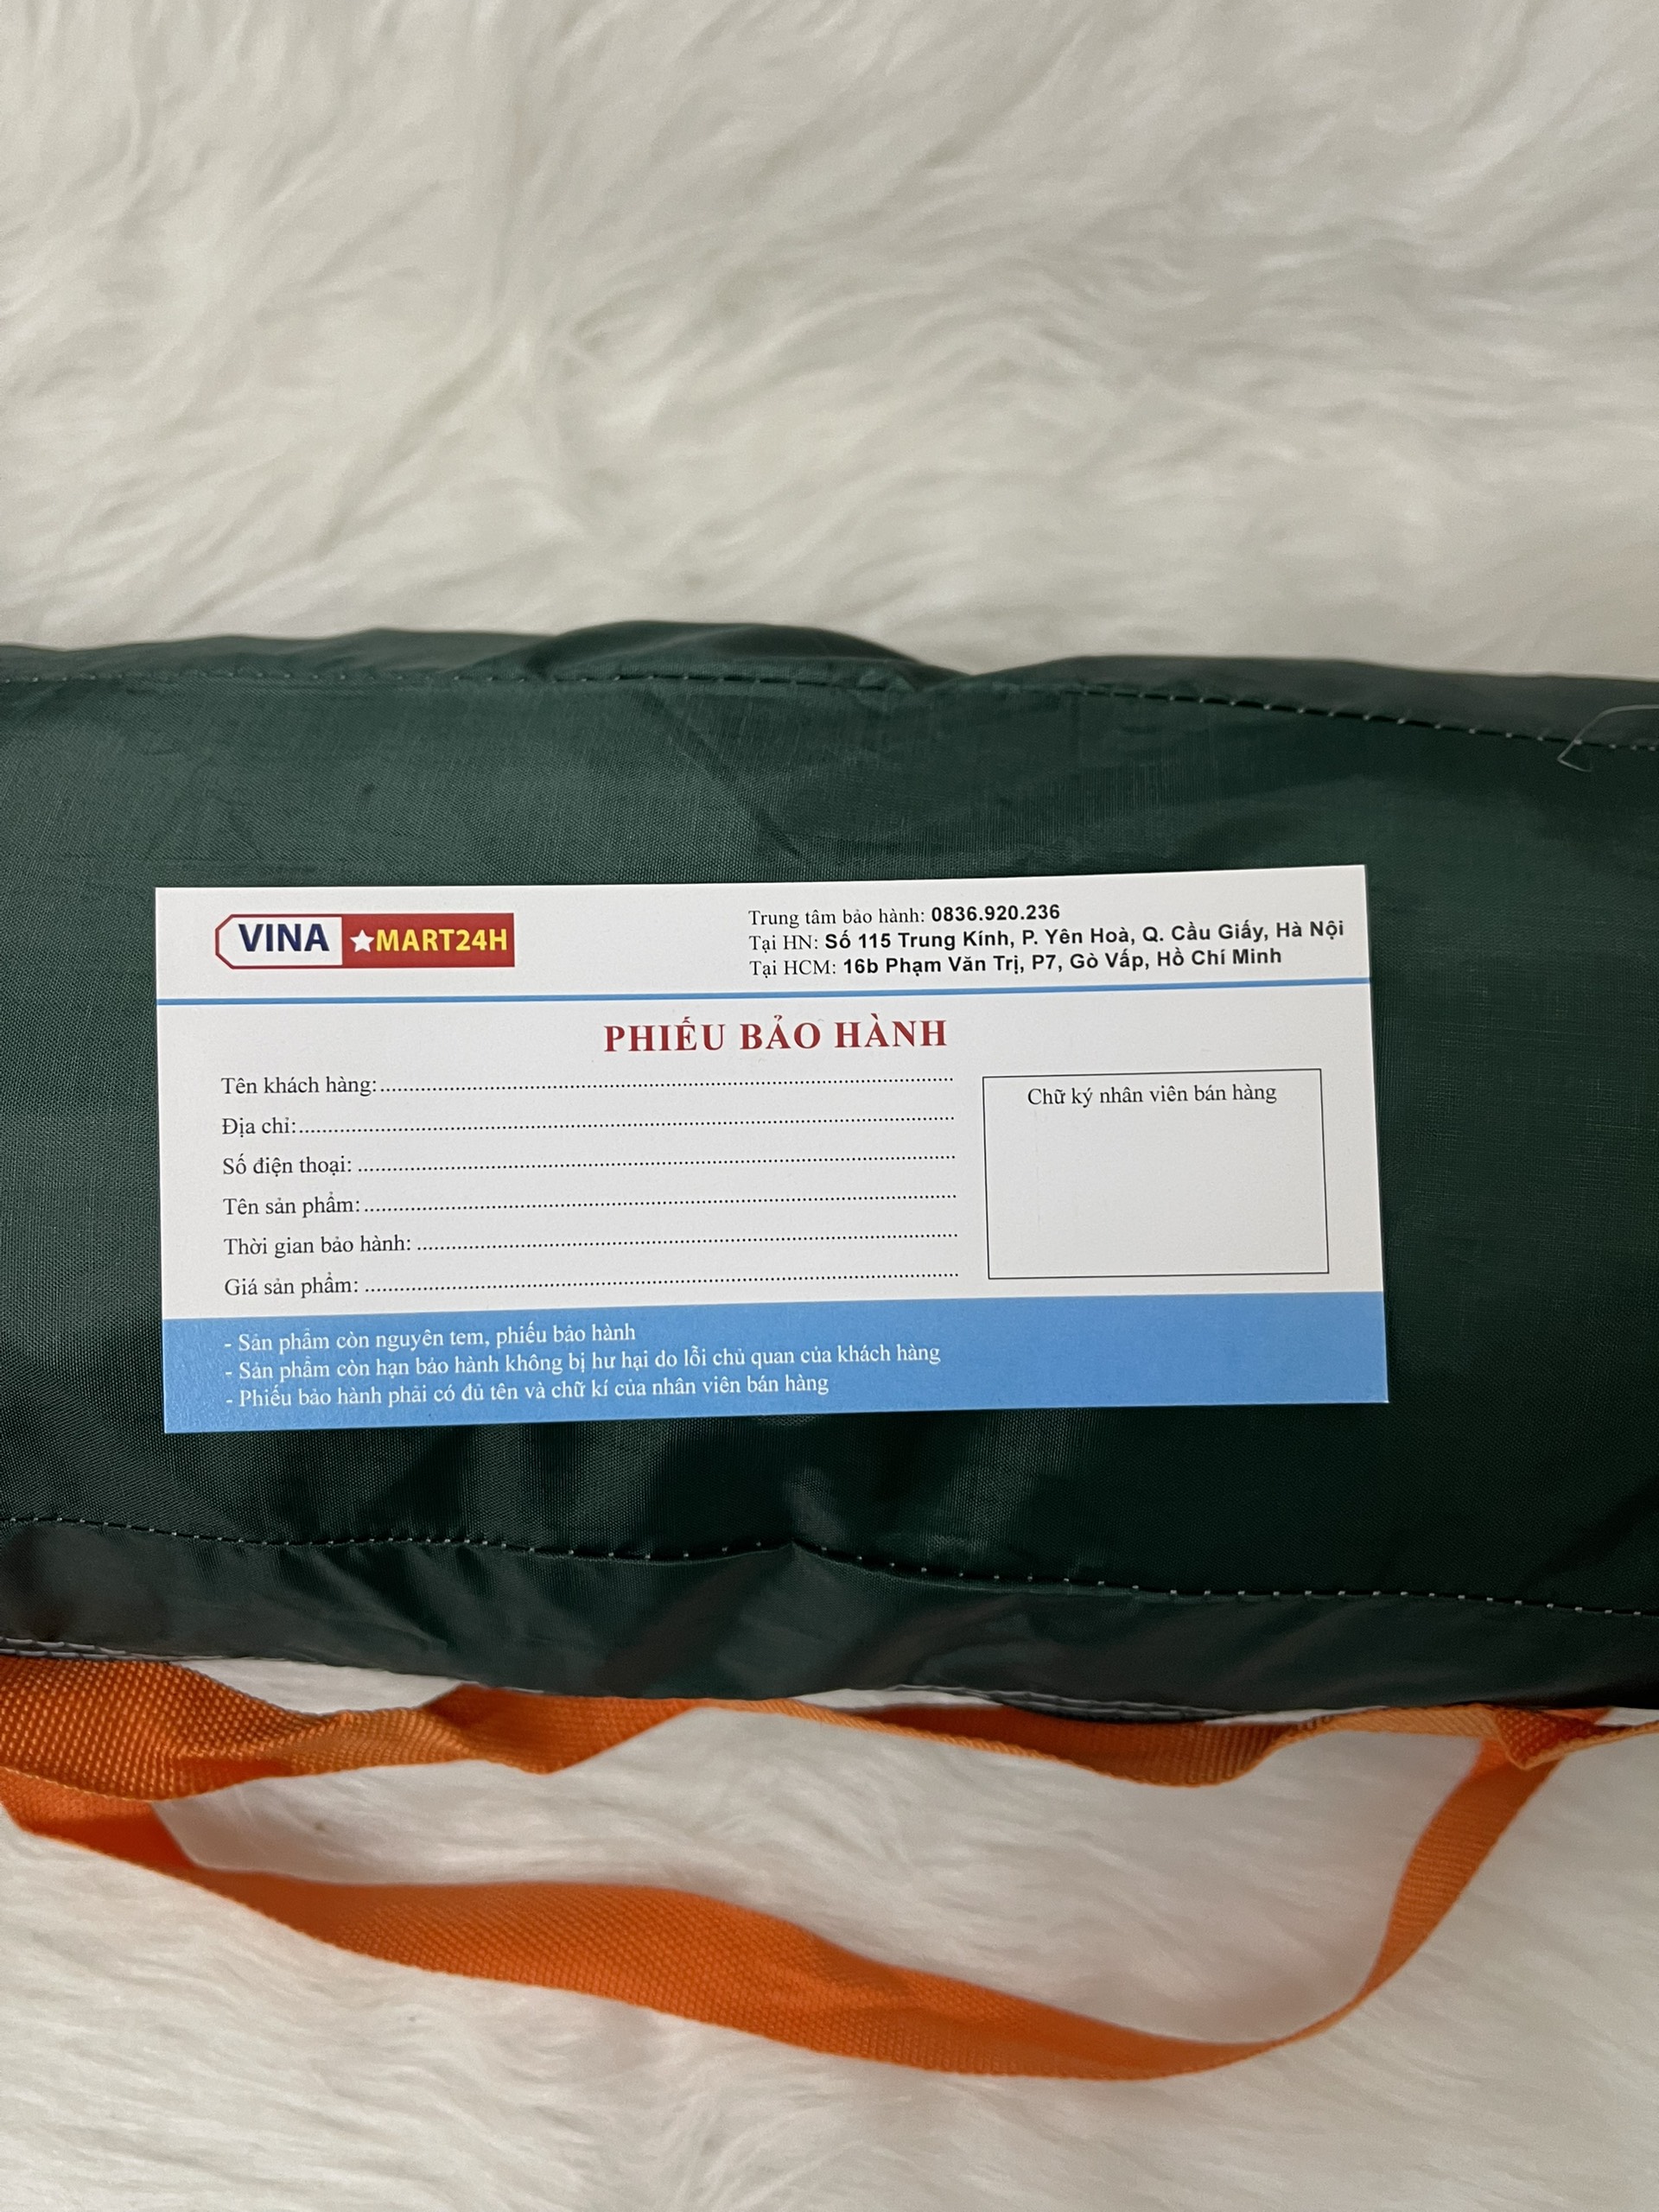 VINA ★MART24H
Trung tâm bảo hành: 0836.920.236
Tại HN: Số 115 Trung Kính, P. Yên Hoà, Q. Cầu Giấy, Hà Nội
Tại HCM: 16b Phạm Văn Trị, P7, Gò Vấp, Hồ Chí Minh
PHIẾU BẢO HÀNH
Tên khách hàng:
Địa chỉ:
Số điện thoại:
Tên sản phẩm:
Thời gian bảo hành:
Giá sản phẩm:
Chữ ký nhân viên bán hàng
- Sản phẩm còn nguyên tem, phiếu bảo hành
- Sản phẩm còn hạn bảo hành không bị hư hại do lỗi chủ quan của khách hàng
- Phiếu bảo hành phải có đủ tên và chữ kí của nhân viên bán hàng